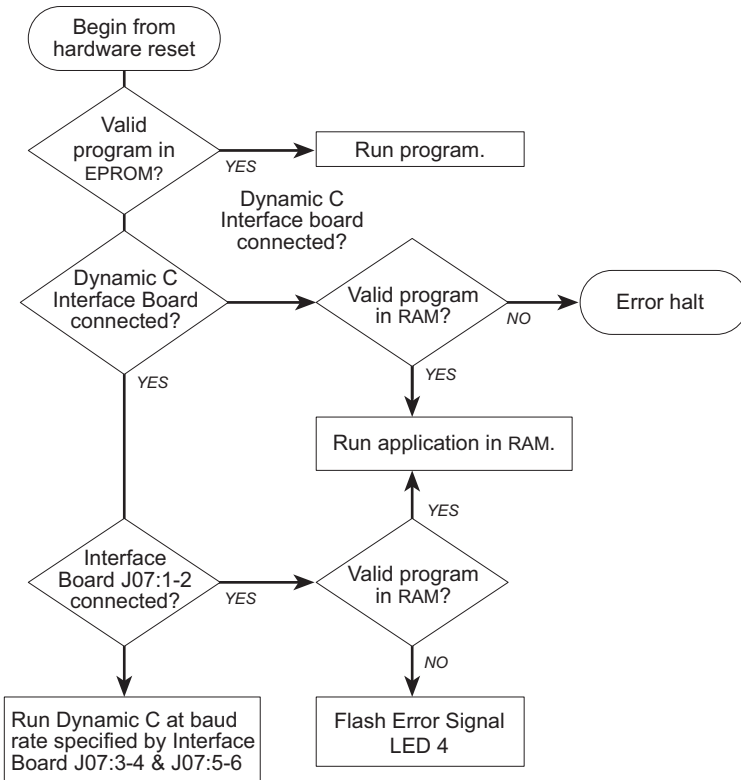 Begin from
hardware reset
Valid
program in
EPROM?
YES
Run program.
Dynamic C
Interface board
connected?
Dynamic C
Interface Board
connected?
Valid program
in RAM?
NO
Error halt
YES
YES
Run application in RAM.
YES
Interface
Board J07:1-2
connected?
YES
Valid program
in RAM?
NO
Run Dynamic C at baud
rate specified by Interface
Board J07:3-4 & J07:5-6
Flash Error Signal
LED 4